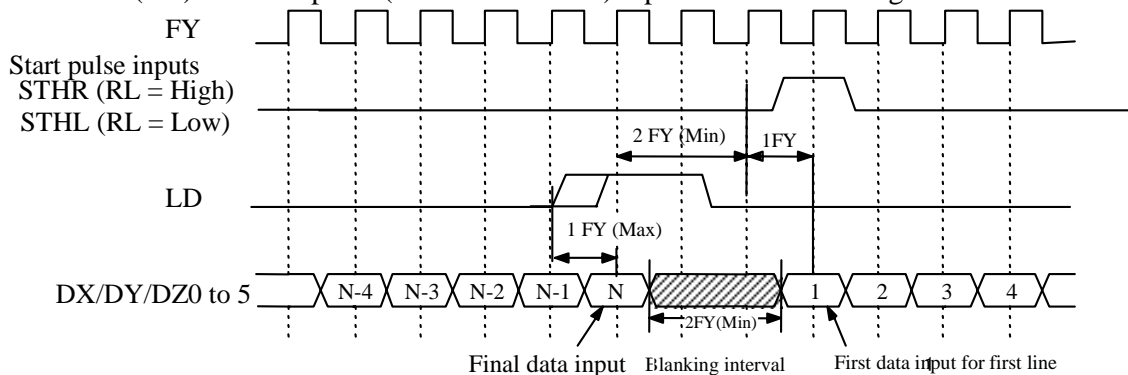 FY
Start pulse inputs
STHR (RL = High)
STHL (RL = Low)
2 FY (Min)
1FY
LD
1 FY (Max)
DX/DY/DZ0 to 5
N-4
N-3
N-2
N-1
N
1
2
3
4
2FY(Min)
Final data input
Blanking interval
First data input for first line